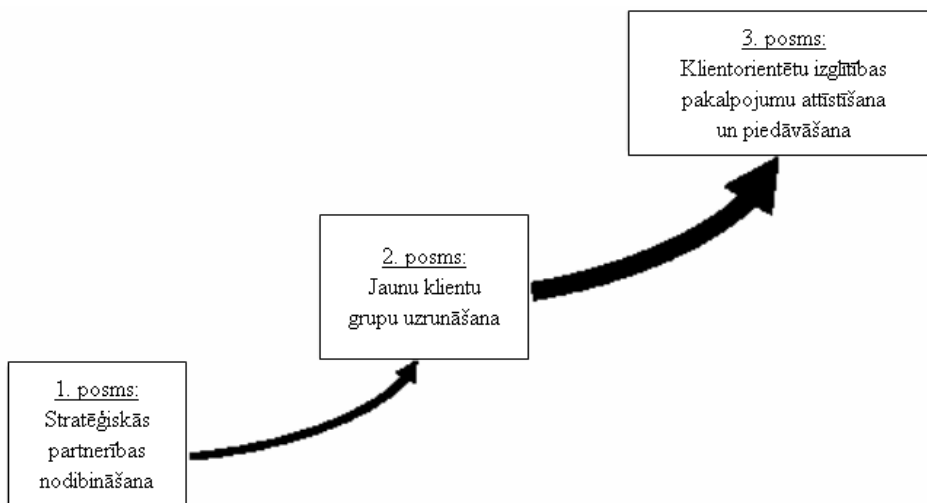 3. posms:
Klientorientētu izglītības
pakalpojumu attīstīšana
un piedāvāšana
2. posms:
Jaunu klientu
grupu uzrunāšana
1. posms:
Stratēģiskās
partnerības
nodibināšana